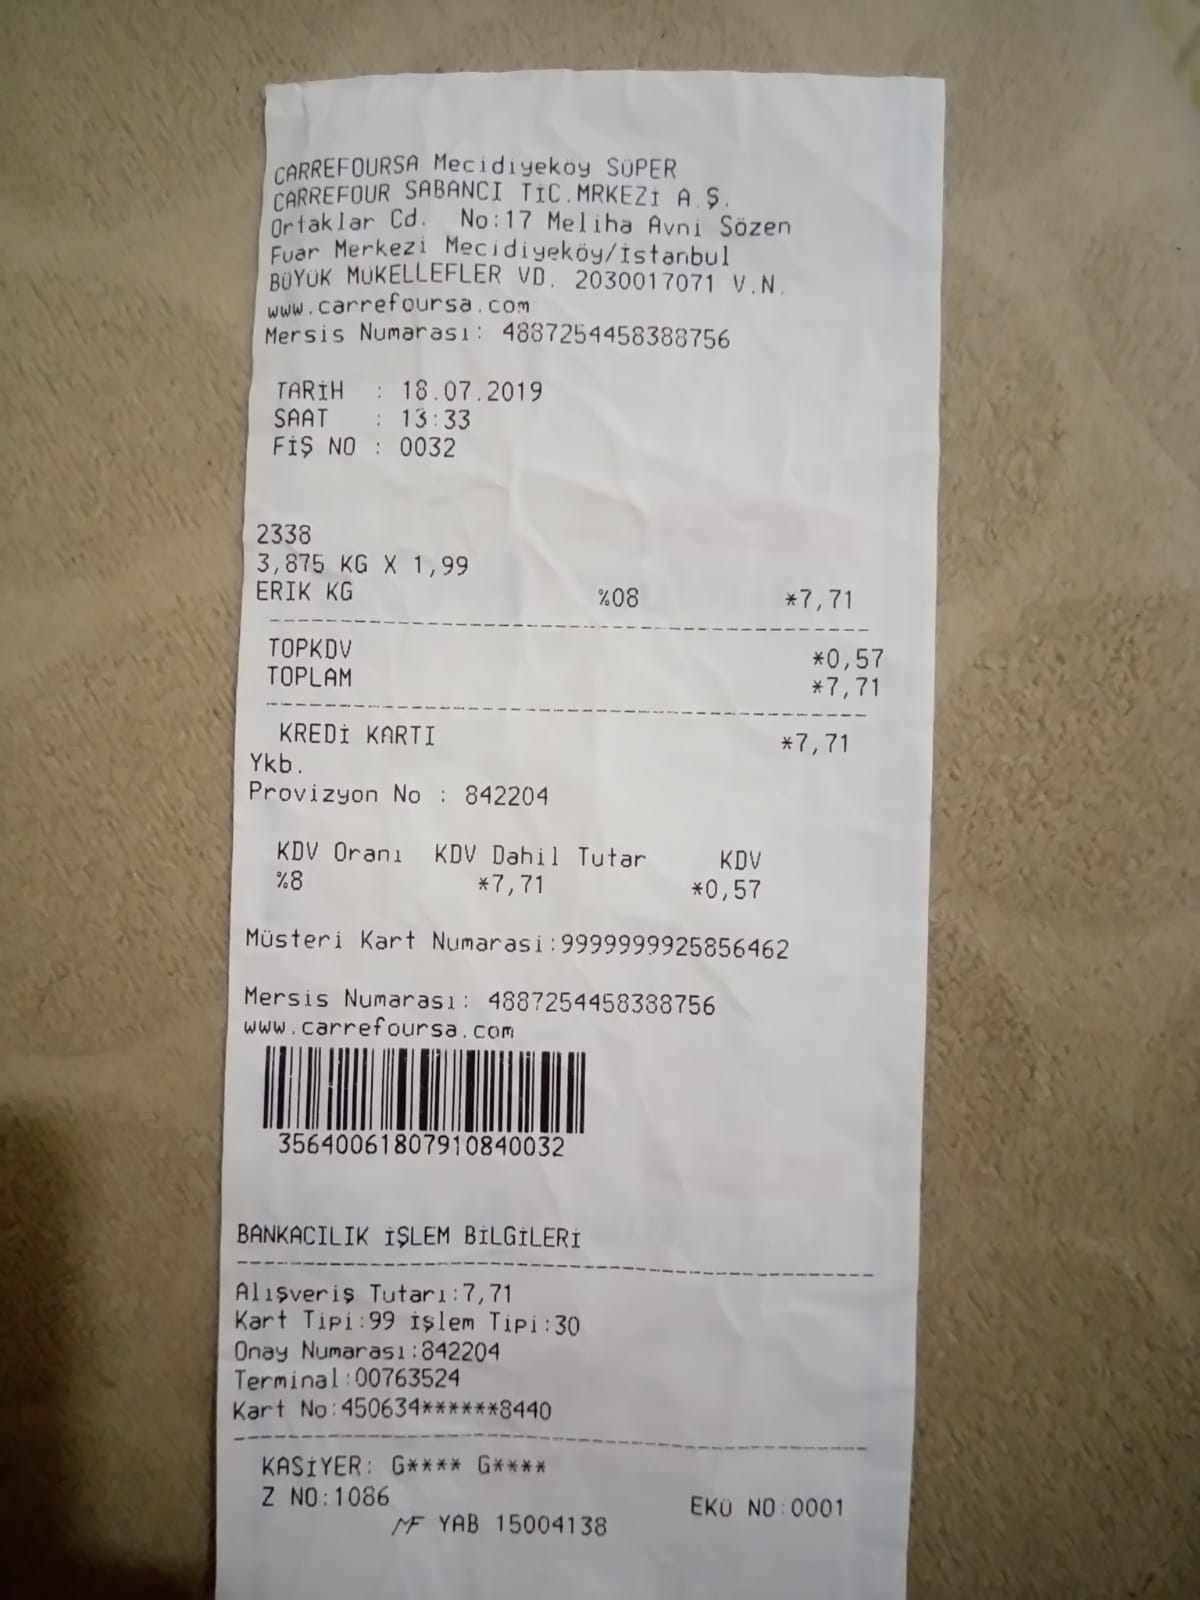 CARREFOURSA Mecidiyeköy SÜPER
CARREFOUR SABANCI TİC.MRKEZİ A.Ş.
Ortaklar Cd.  No:17 Meliha Avni Sözen
Fuar Merkezi Mecidiyeköy/İstanbul
BÜYÜK MÜKELLEFLER VD. 2030017071 V.N.
www.carrefoursa.com
Mersis Numarası: 4887254458388756
TARİH : 18.07.2019
SAAT : 13:33
FİŞ NO : 0032
2338
3,875 KG X 1,99
ERIK KG %08 *7,71
TOPKDV *0,57
TOPLAM *7,71
KREDİ KARTI *7,71
Ykb.
Provizyon No : 842204
KDV Oranı KDV Dahil Tutar KDV
%8 *7,71 *0,57
Müsteri Kart Numarasi:9999999925856462
Mersis Numarası: 4887254458388756
www.carrefoursa.com
35640061807910840032
BANKACILIK İŞLEM BİLGİLERİ
Alışveriş Tutarı:7,71
Kart Tipi:99 İşlem Tipi:30
Onay Numarası:842204
Terminal:00763524
Kart No:450634******8440
KASİYER: G**** G****
Z NO:1086 EKÜ NO:0001
MF YAB 15004138